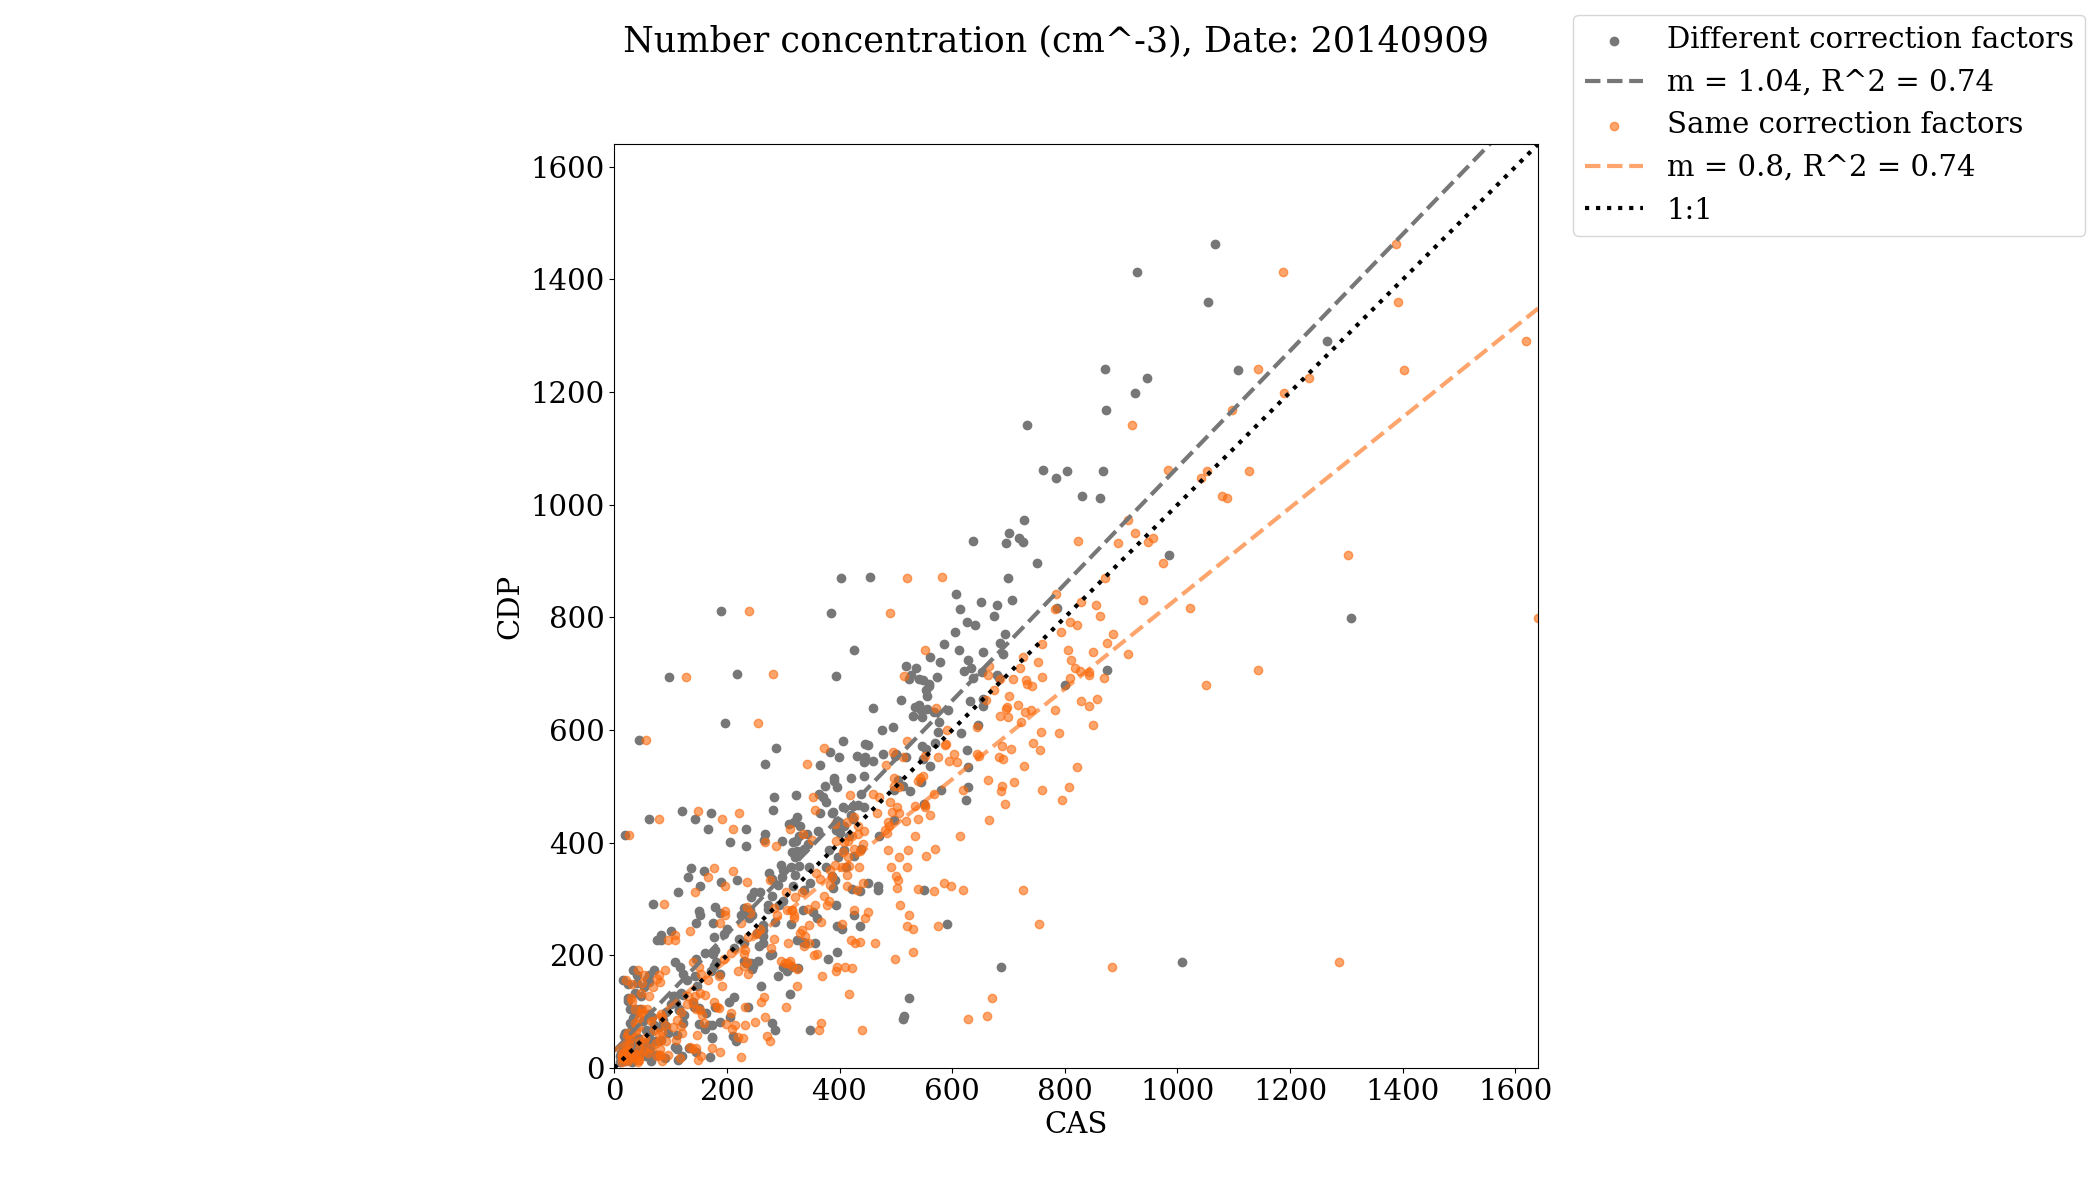 Number concentration (cm^-3), Date: 20140909
Different correction factors
m = 1.04, R^2 = 0.74
Same correction factors
m = 0.8, R^2 = 0.74
1:1
1600
1400
1200
1000
800
600
400
200
0
CDP
0 200 400 600 800 1000 1200 1400 1600
CAS